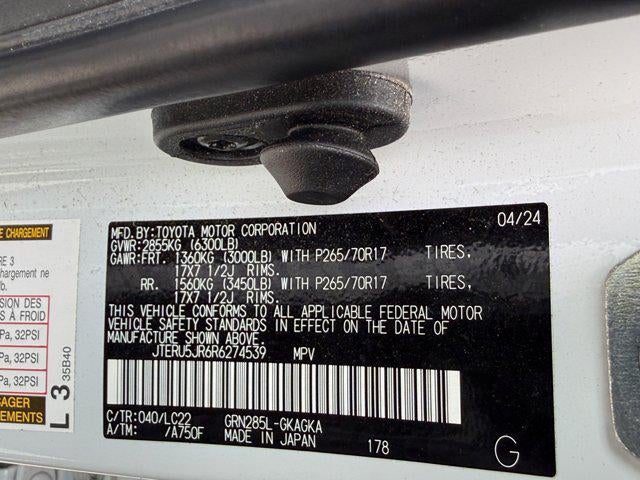 E CHARGEMENT
RE 3
hargement ne
b.
SION DES
S À FROID
Pa, 32PSI
Pa, 32PSI
AGER
NEMENTS
L 3
35B40
MFD. BY: TOYOTA MOTOR CORPORATION 04/24
GVWR: 2855KG (6300LB)
GAWR: FRT. 1360KG (3000LB) WITH P265/70R17 TIRES,
17X7 1/2J RIMS.
RR. 1560KG (3450LB) WITH P265/70R17 TIRES,
17X7 1/2J RIMS.
THIS VEHICLE CONFORMS TO ALL APPLICABLE FEDERAL MOTOR
VEHICLE SAFETY STANDARDS IN EFFECT ON THE DATE OF
MANUFACTURE SHOWN ABOVE.
JTERU5JR6R6274539 MPV
C/TR: 040/LC22 GRN285L-GKAGKA
A/TM: /A750F MADE IN JAPAN 178 G